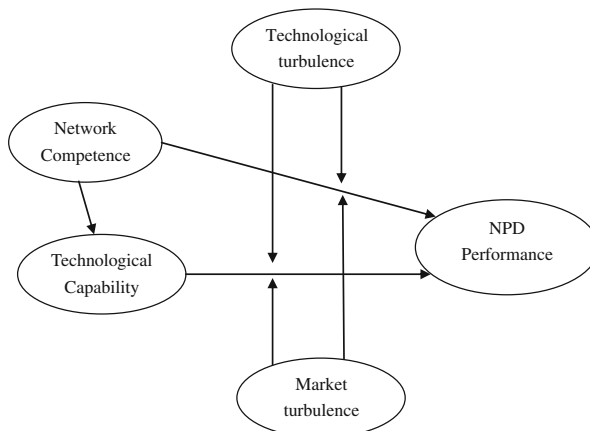 Technological
turbulence
Network
Competence
NPD
Performance
Technological
Capability
Market
turbulence